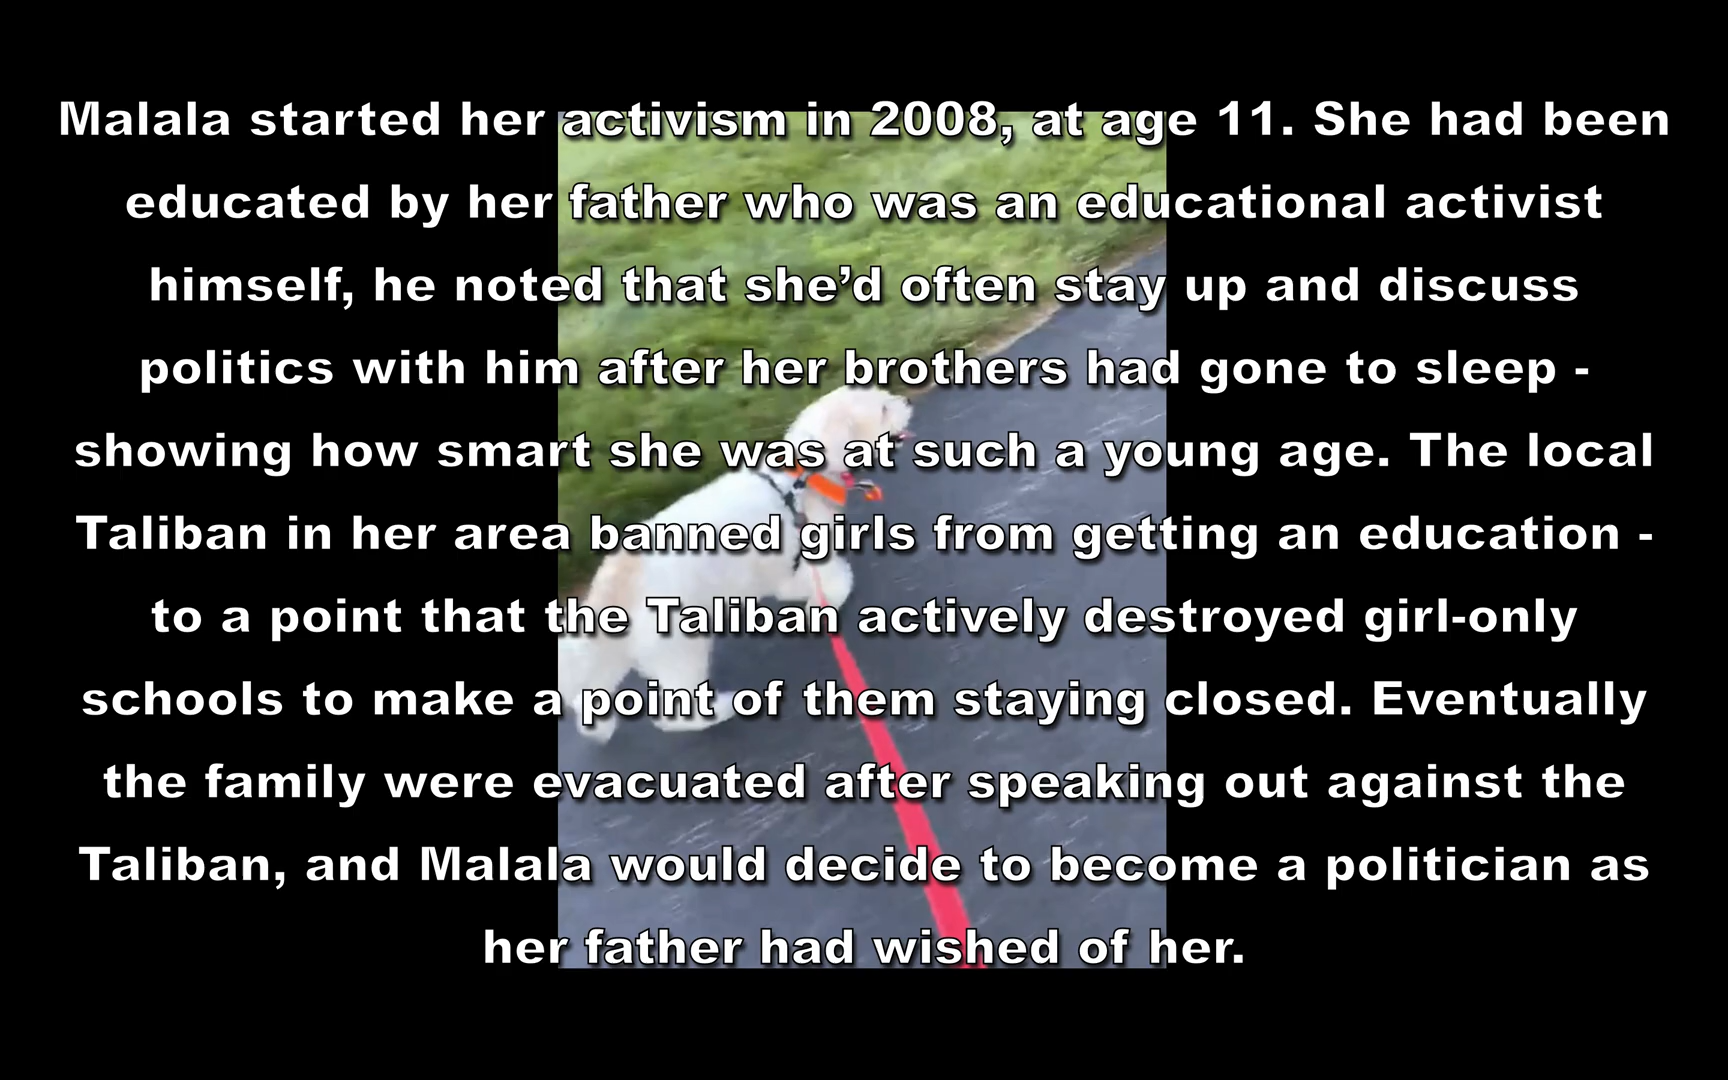 Malala started her activism in 2008, at age 11. She had been
educated by her father who was an educational activist
himself, he noted that she’d often stay up and discuss
politics with him after her brothers had gone to sleep -
showing how smart she was at such a young age. The local
Taliban in her area banned girls from getting an education -
to a point that the Taliban actively destroyed girl-only
schools to make a point of them staying closed. Eventually
the family were evacuated after speaking out against the
Taliban, and Malala would decide to become a politician as
her father had wished of her.